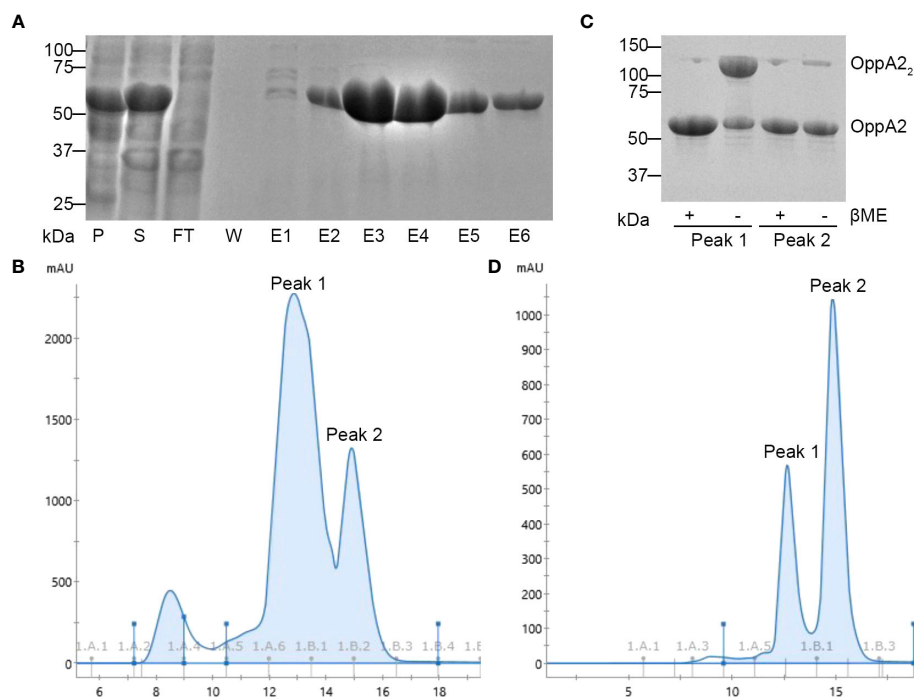 A
100
75
50
37
25
kDa P S FT W E1 E2 E3 E4 E5 E6
C
150
100
75
50
37
OppA2₂
OppA2
kDa + - + - βME
Peak 1 Peak 2
B
mAU
Peak 1
Peak 2
2000
1500
1000
500
0
1.A.1 1.A.2 1.A.4 1.A.5 1.A.6 1.B.1 1.B.2 1.B.3 1.B.4
6 8 10 12 14 16 18
D
mAU
Peak 2
Peak 1
1000
900
800
700
600
500
400
300
200
100
0
1.A.1 1.A.3 1.A.5 1.B.1 1.B.3
5 10 15